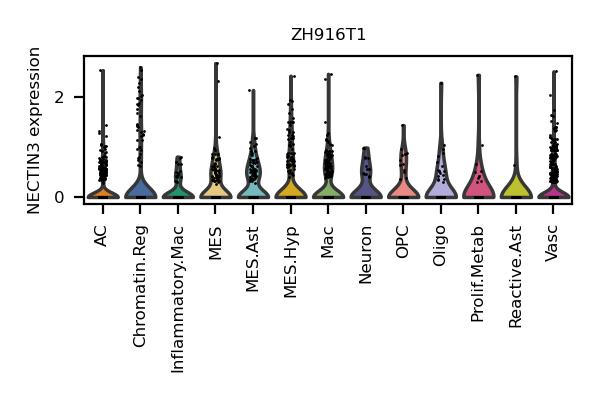 ZH916T1
NECTIN3 expression
2
0
AC
Chromatin.Reg
Inflammatory.Mac
MES
MES.Ast
MES.Hyp
Mac
Neuron
OPC
Oligo
Prolif.Metab
Reactive.Ast
Vasc